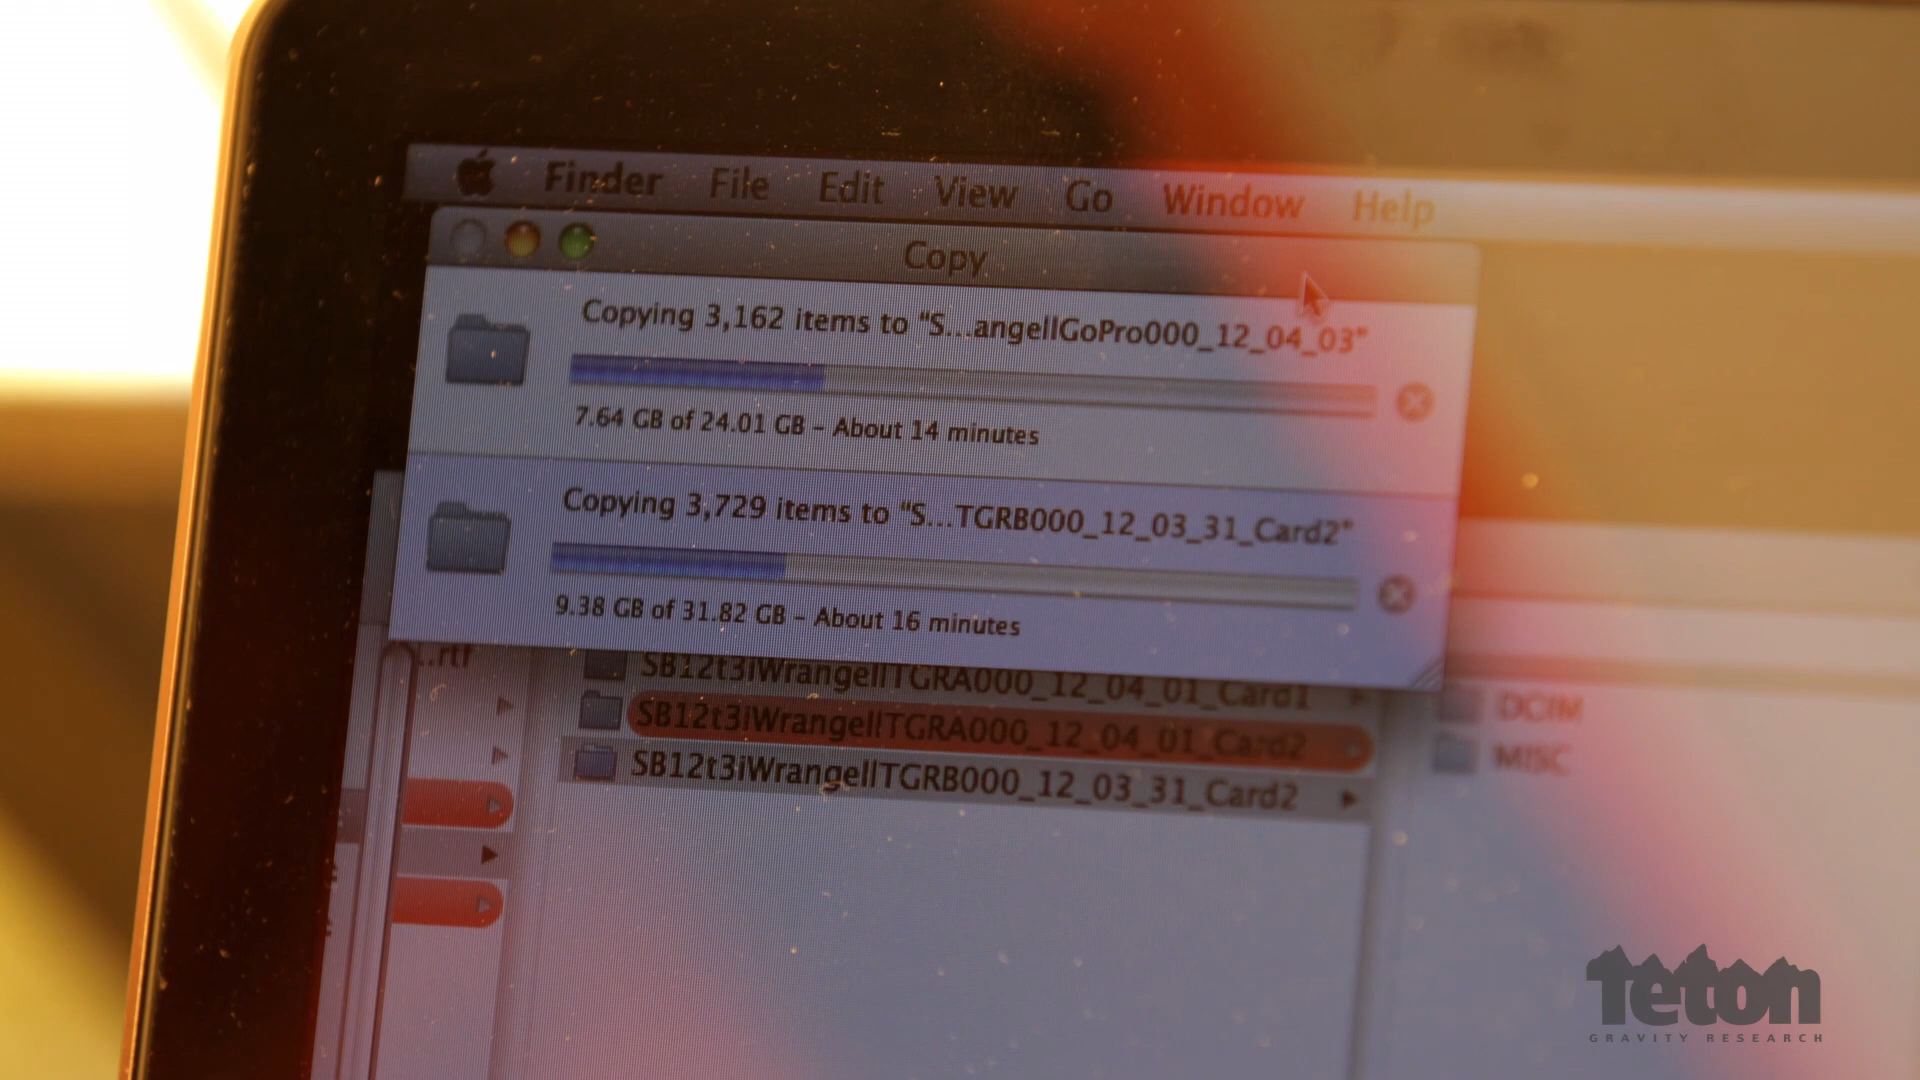 Finder File Edit View Go Window Help
Copy
Copying 3,162 items to "S...angellGoPro000_12_04_03"
7.64 GB of 24.01 GB - About 14 minutes
Copying 3,729 items to "S...TGRB000_12_03_31_Card2"
9.38 GB of 31.82 GB - About 16 minutes
...rtf
SB12t3iWrangellTGRA000_12_04_01_Card1
SB12t3iWrangellTGRA000_12_04_01_Card2
SB12t3iWrangellTGRB000_12_03_31_Card2
DCIM
MISC
teton
GRAVITY RESEARCH